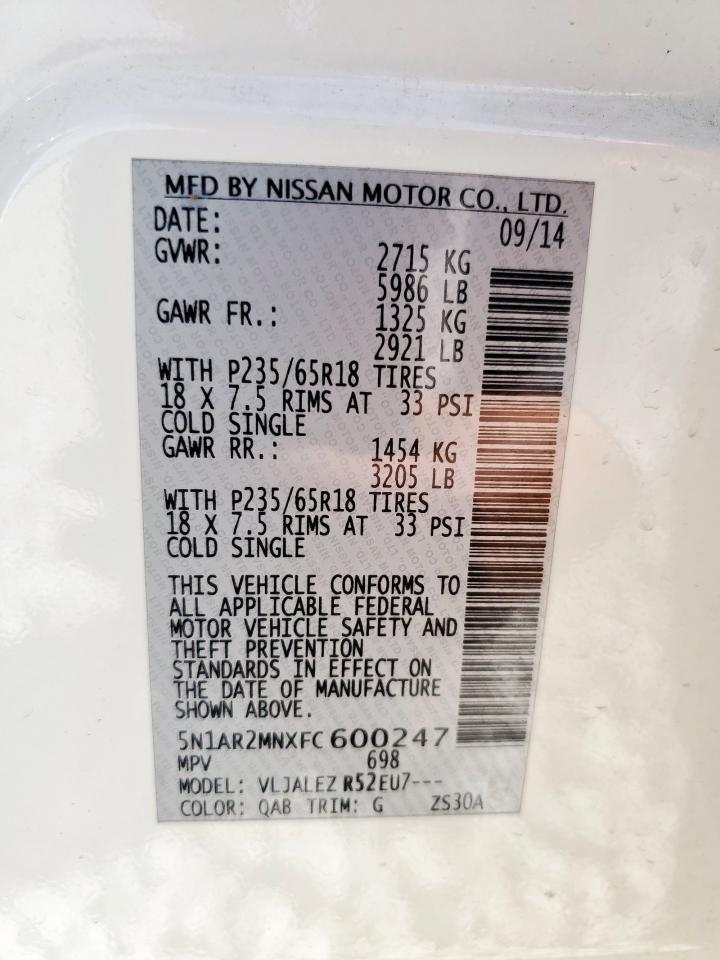 MFD BY NISSAN MOTOR CO., LTD.
DATE: 09/14
GVWR: 2715 KG
5986 LB
GAWR FR.: 1325 KG
2921 LB
WITH P235/65R18 TIRES
18 X 7.5 RIMS AT 33 PSI
COLD SINGLE
GAWR RR.: 1454 KG
3205 LB
WITH P235/65R18 TIRES
18 X 7.5 RIMS AT 33 PSI
COLD SINGLE
THIS VEHICLE CONFORMS TO
ALL APPLICABLE FEDERAL
MOTOR VEHICLE SAFETY AND
THEFT PREVENTION
STANDARDS IN EFFECT ON
THE DATE OF MANUFACTURE
SHOWN ABOVE.
5N1AR2MNXFC600247
MPV 698
MODEL: VLJALEZ R52EU7---
COLOR: QAB TRIM: G ZS30A